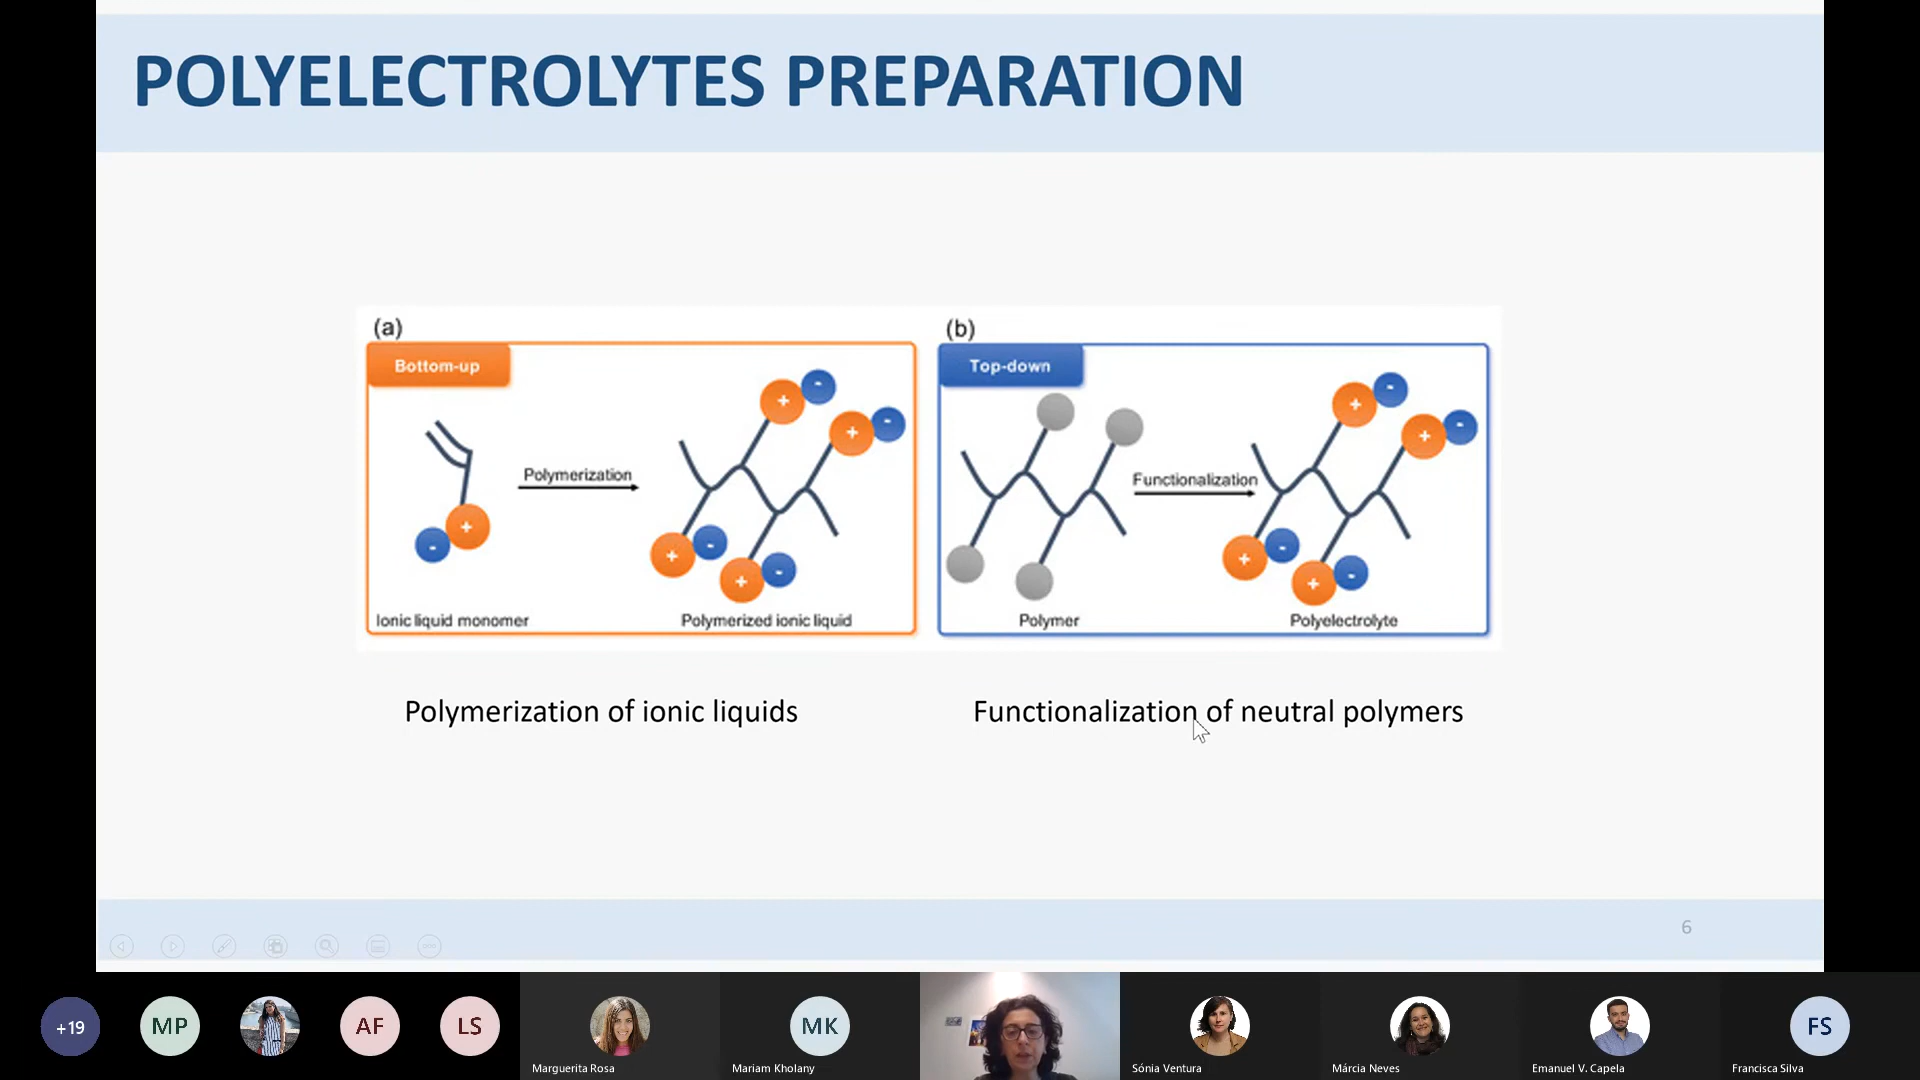 POLYELECTROLYTES PREPARATION
(a)
Bottom-up
+
-
Ionic liquid monomer
Polymerization
+
-
+
-
+
-
+
-
Polymerized ionic liquid
(b)
Top-down
Polymer
Functionalization
+
-
+
-
+
-
+
-
Polyelectrolyte
Polymerization of ionic liquids
Functionalization of neutral polymers
6
+19
MP
AF
LS
Marguerita Rosa
MK
Mariam Kholany
Sónia Ventura
Márcia Neves
Emanuel V. Capela
FS
Francisca Silva